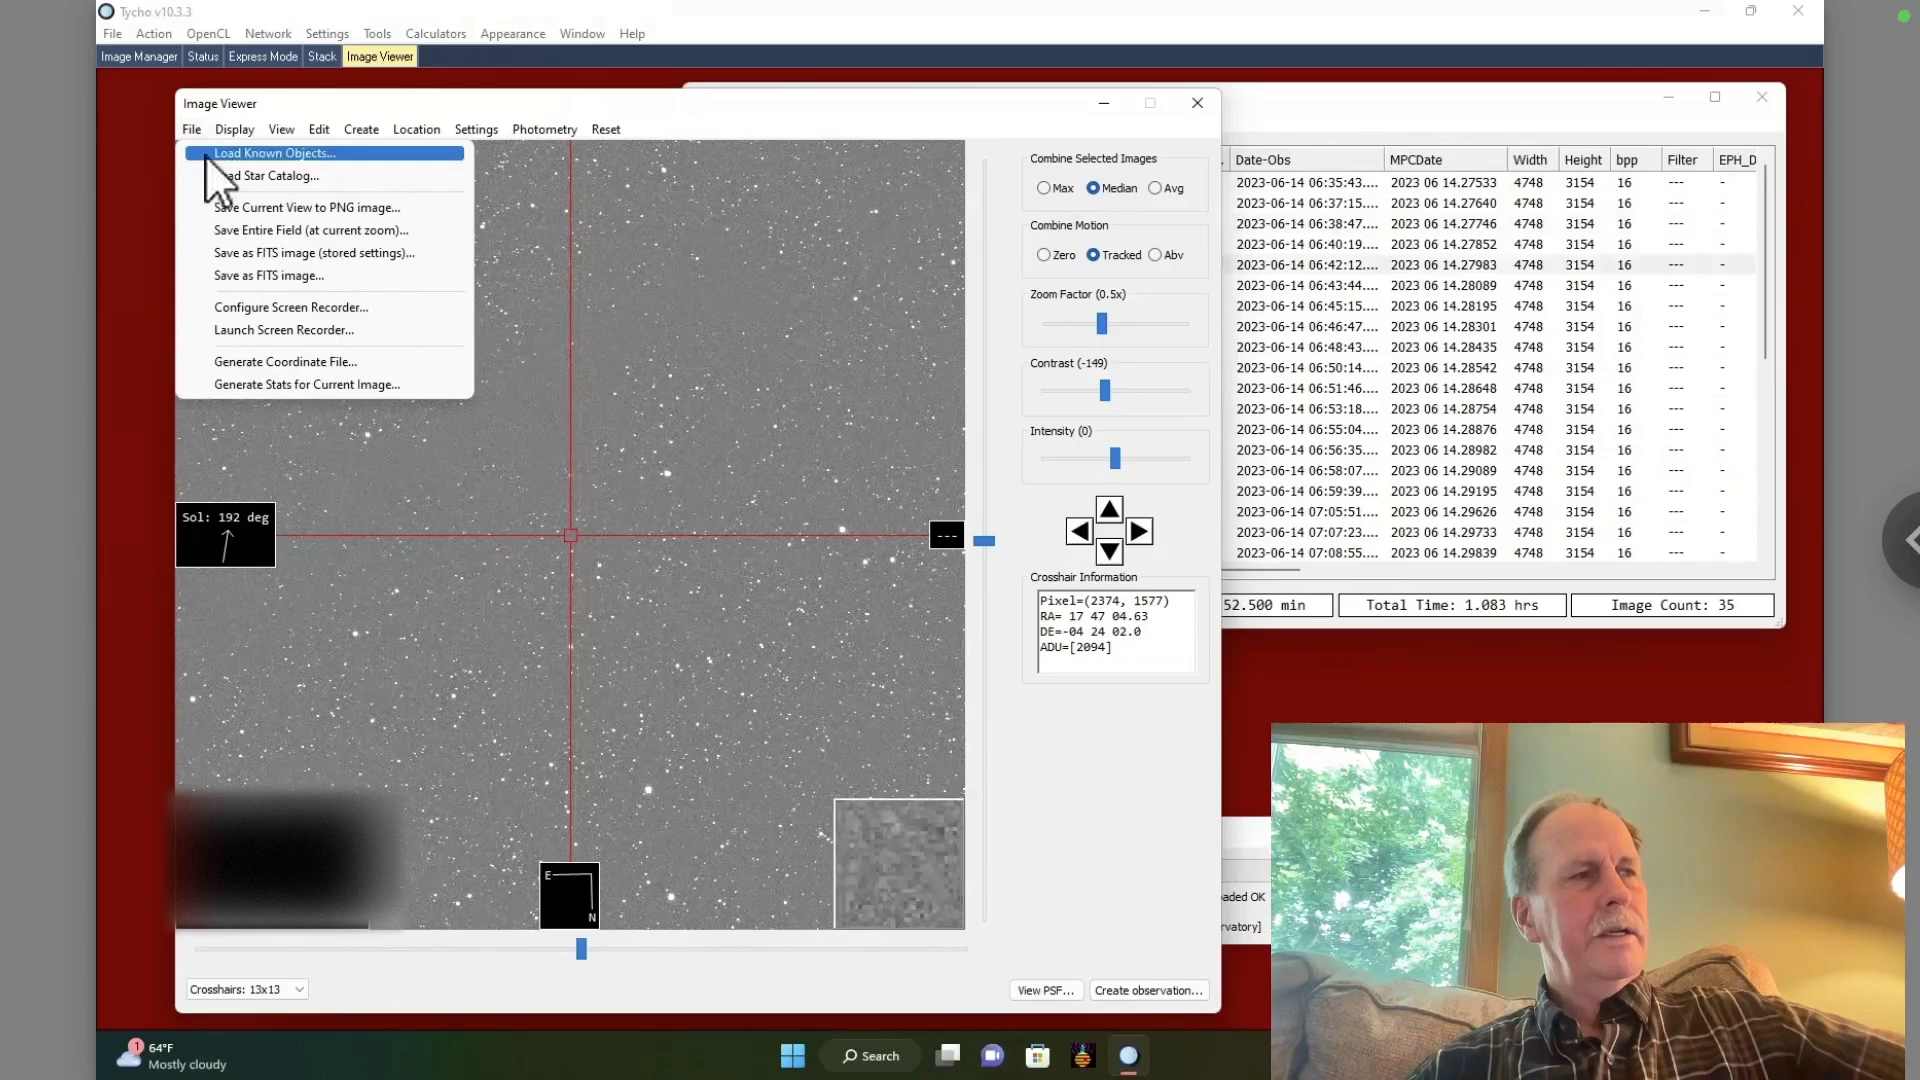 Tycho v10.3.3
File Action OpenCL Network Settings Tools Calculators Appearance Window Help
Image Manager Status Express Mode Stack Image Viewer
Image Viewer
File Display View Edit Create Location Settings Photometry Reset
Load Known Objects...
ad Star Catalog...
Save Current View to PNG image...
Save Entire Field (at current zoom)...
Save as FITS image (stored settings)...
Save as FITS image...
Configure Screen Recorder...
Launch Screen Recorder...
Generate Coordinate File...
Generate Stats for Current Image...
Sol: 192 deg
---
E
N
Crosshairs: 13x13
Combine Selected Images
Max Median Avg
Combine Motion
Zero Tracked Abv
Zoom Factor (0.5x)
Contrast (-149)
Intensity (0)
Crosshair Information
Pixel=(2374, 1577)
RA= 17 47 04.63
DE=-04 24 02.0
ADU=[2094]
View PSF... Create observation...
Date-Obs MPCDate Width Height bpp Filter EPH_D
2023-06-14 06:35:43.... 2023 06 14.27533 4748 3154 16 --- -
2023-06-14 06:37:15.... 2023 06 14.27640 4748 3154 16 --- -
2023-06-14 06:38:47.... 2023 06 14.27746 4748 3154 16 --- -
2023-06-14 06:40:19.... 2023 06 14.27852 4748 3154 16 --- -
2023-06-14 06:42:12.... 2023 06 14.27983 4748 3154 16 --- -
2023-06-14 06:43:44.... 2023 06 14.28089 4748 3154 16 --- -
2023-06-14 06:45:15.... 2023 06 14.28195 4748 3154 16 --- -
2023-06-14 06:46:47.... 2023 06 14.28301 4748 3154 16 --- -
2023-06-14 06:48:43.... 2023 06 14.28435 4748 3154 16 --- -
2023-06-14 06:50:14.... 2023 06 14.28542 4748 3154 16 --- -
2023-06-14 06:51:46.... 2023 06 14.28648 4748 3154 16 --- -
2023-06-14 06:53:18.... 2023 06 14.28754 4748 3154 16 --- -
2023-06-14 06:55:04.... 2023 06 14.28876 4748 3154 16 --- -
2023-06-14 06:56:35.... 2023 06 14.28982 4748 3154 16 --- -
2023-06-14 06:58:07.... 2023 06 14.29089 4748 3154 16 --- -
2023-06-14 06:59:39.... 2023 06 14.29195 4748 3154 16 --- -
2023-06-14 07:05:51.... 2023 06 14.29626 4748 3154 16 --- -
2023-06-14 07:07:23.... 2023 06 14.29733 4748 3154 16 --- -
2023-06-14 07:08:55.... 2023 06 14.29839 4748 3154 16 --- -
52.500 min Total Time: 1.083 hrs Image Count: 35
aded OK
rvatory]
1
64°F
Mostly cloudy
Search